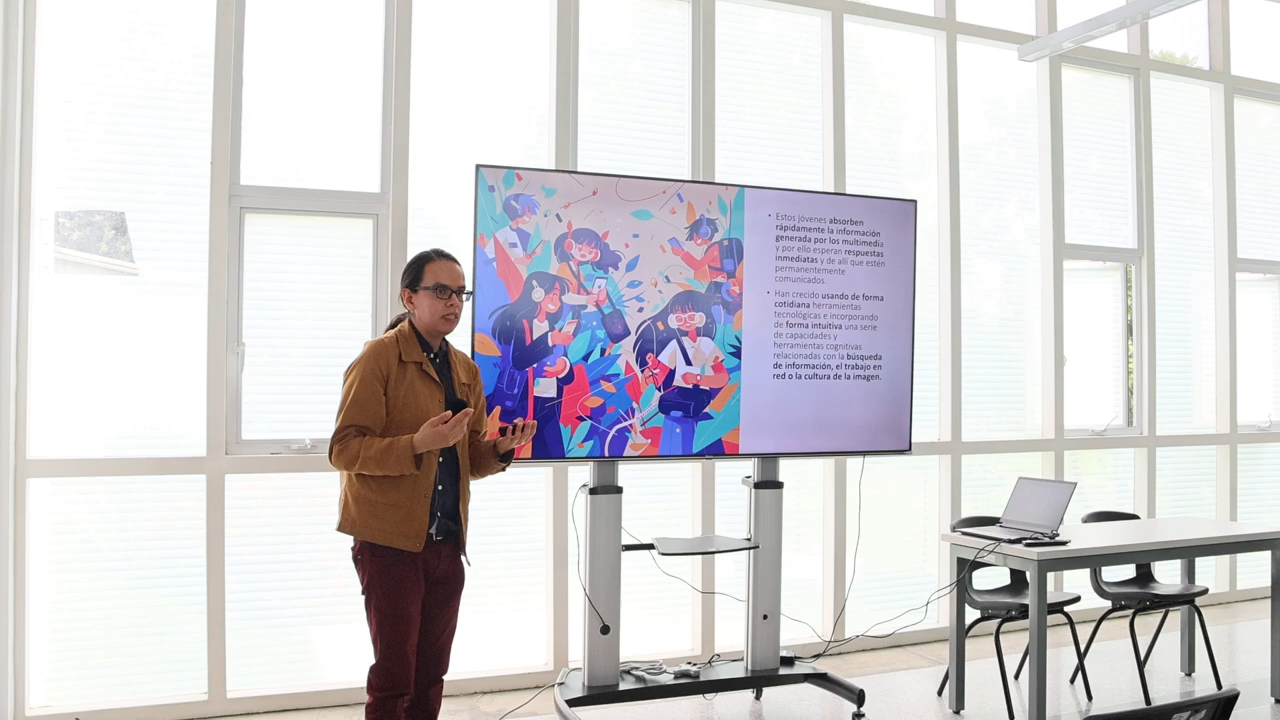 • Estos jóvenes absorben
rápidamente la información
generada por los multimedia
y por ello esperan respuestas
inmediatas y de allí que estén
permanentemente
comunicados.
• Han crecido usando de forma
cotidiana herramientas
tecnológicas e incorporando
de forma intuitiva una serie
de capacidades y
herramientas cognitivas
relacionadas con la búsqueda
de información, el trabajo en
red o la cultura de la imagen.